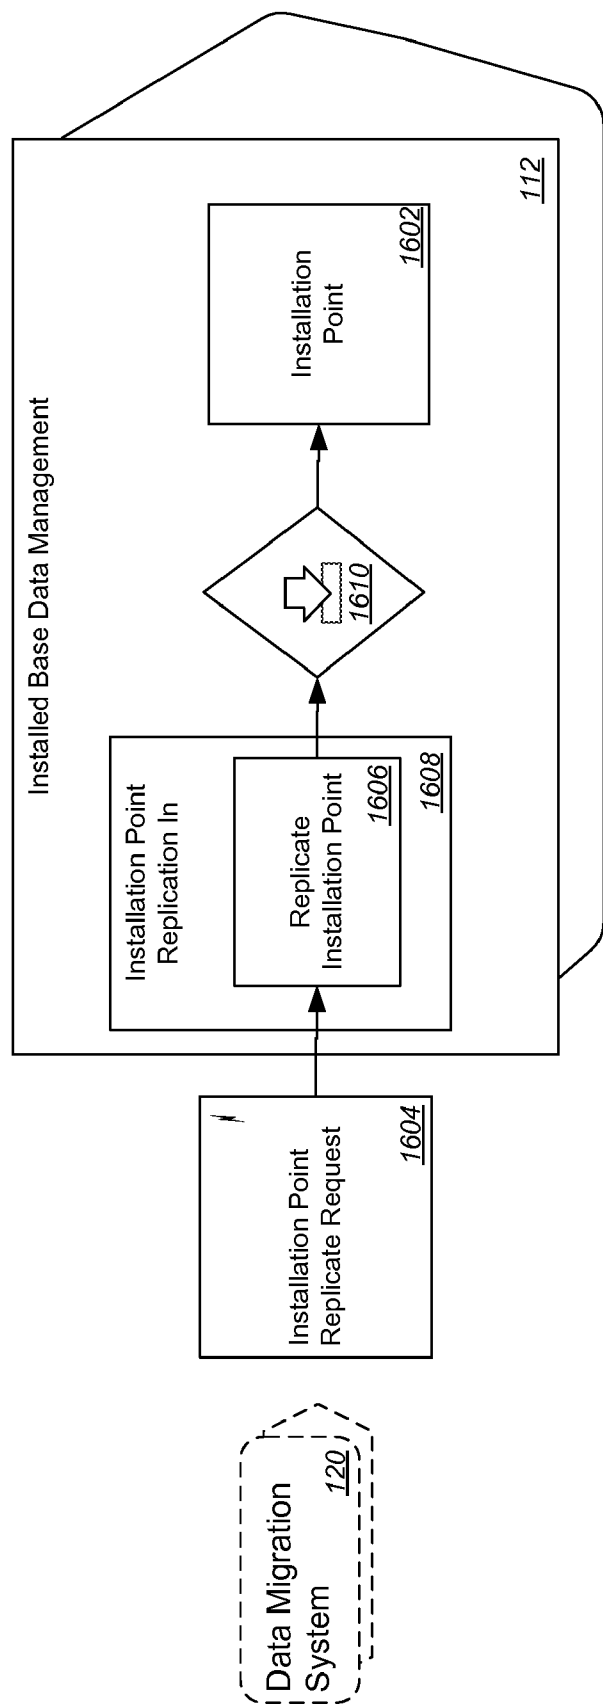 Installed Base Data Management
Data Migration
System
120
Installation Point
Replicate Request
1604
Installation Point
Replication In
Replicate
Installation Point
1606
1608
1610
Installation
Point
1602
112